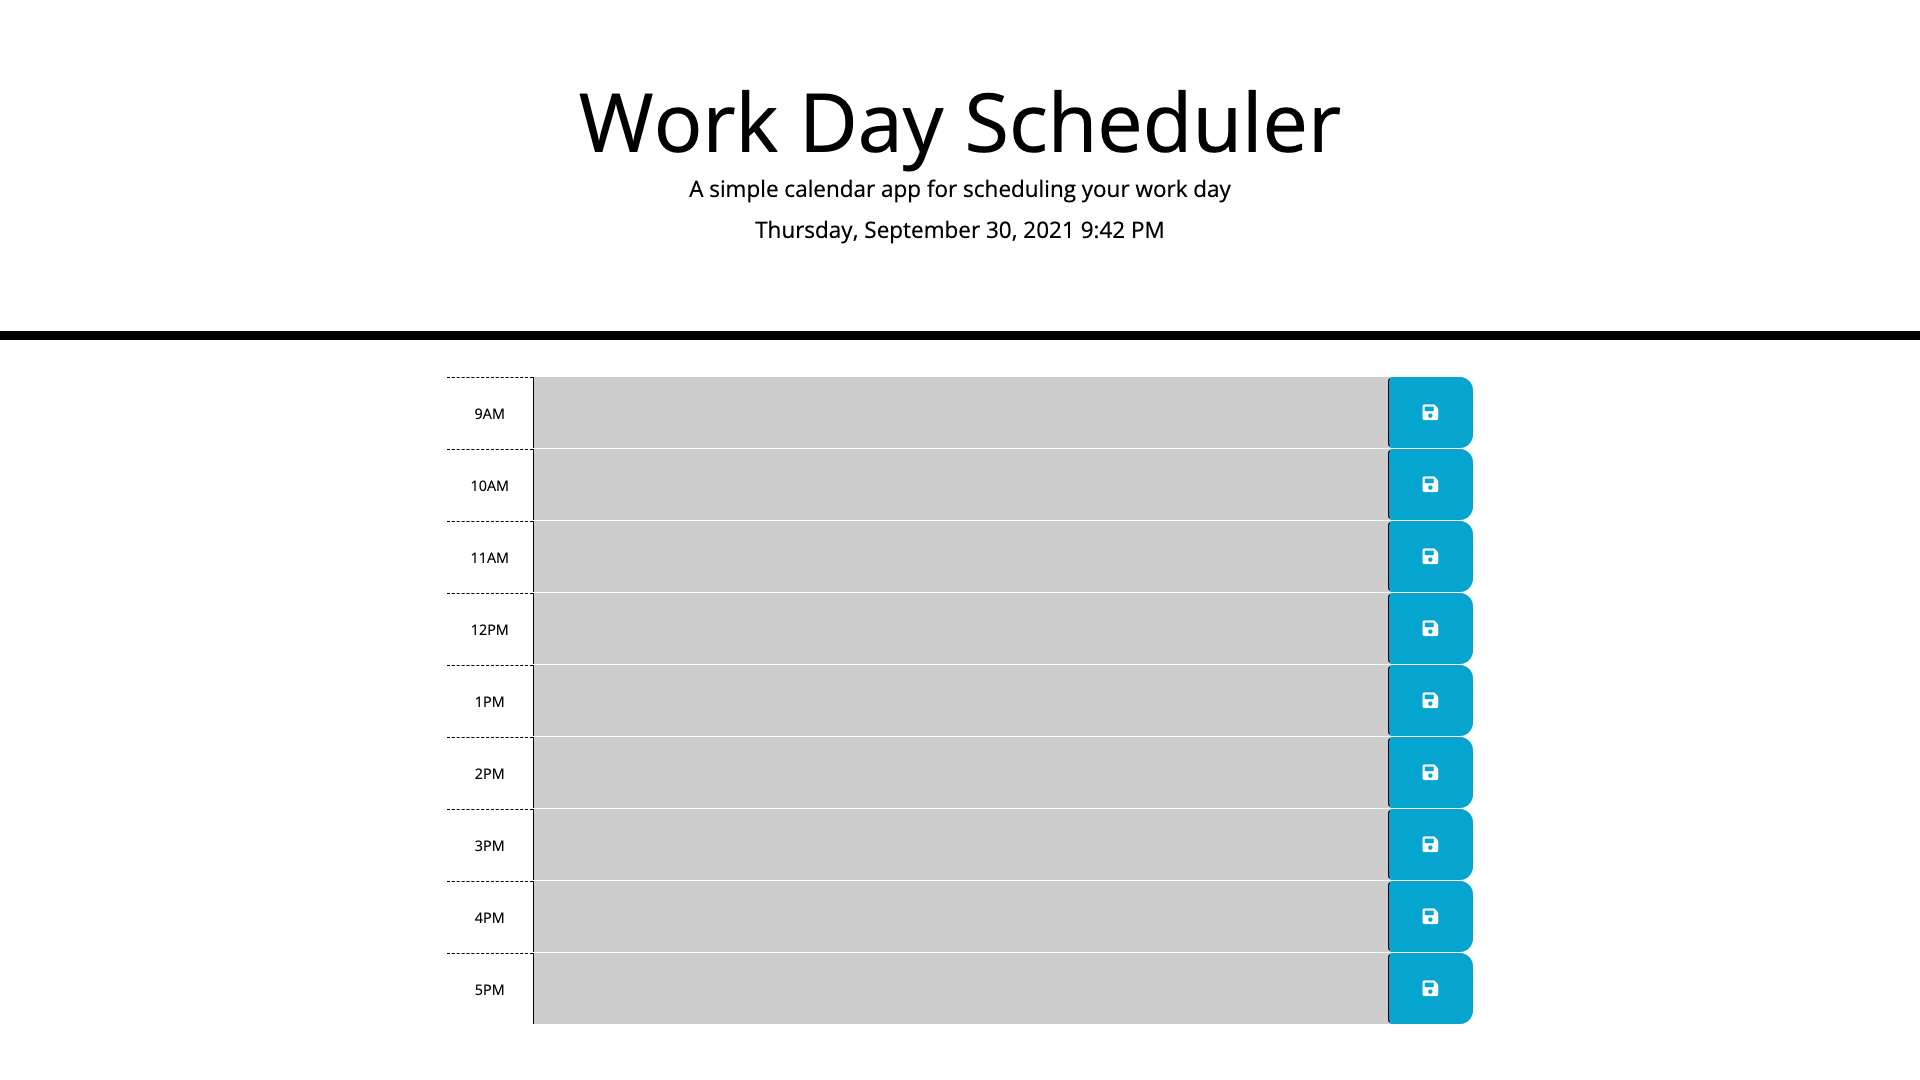 Work Day Scheduler
A simple calendar app for scheduling your work day
Thursday, September 30, 2021 9:42 PM
9AM
10AM
11AM
12PM
1PM
2PM
3PM
4PM
5PM